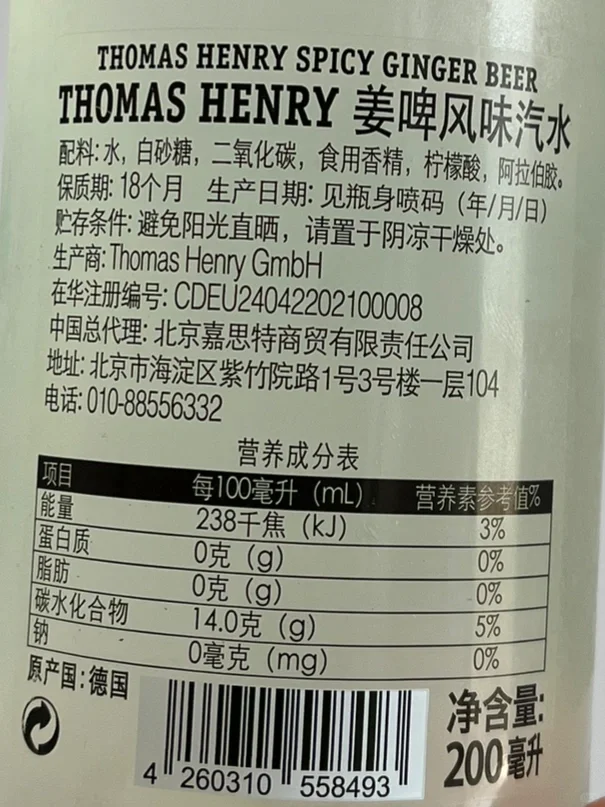 THOMAS HENRY SPICY GINGER BEER
THOMAS HENRY 姜啤风味汽水
配料: 水, 白砂糖, 二氧化碳, 食用香精, 柠檬酸, 阿拉伯胶。
保质期: 18个月 生产日期: 见瓶身喷码 (年/月/日)
贮存条件: 避免阳光直晒, 请置于阴凉干燥处。
生产商: Thomas Henry GmbH
在华注册编号: CDEU24042202100008
中国总代理: 北京嘉思特商贸有限责任公司
地址: 北京市海淀区紫竹院路1号3号楼一层104
电话: 010-88556332
营养成分表
项目 每100毫升 (mL) 营养素参考值%
能量 238千焦 (kJ) 3%
蛋白质 0克 (g) 0%
脂肪 0克 (g) 0%
碳水化合物 14.0克 (g) 5%
钠 0毫克 (mg) 0%
原产国: 德国
净含量:
200毫升
4 260310 558493